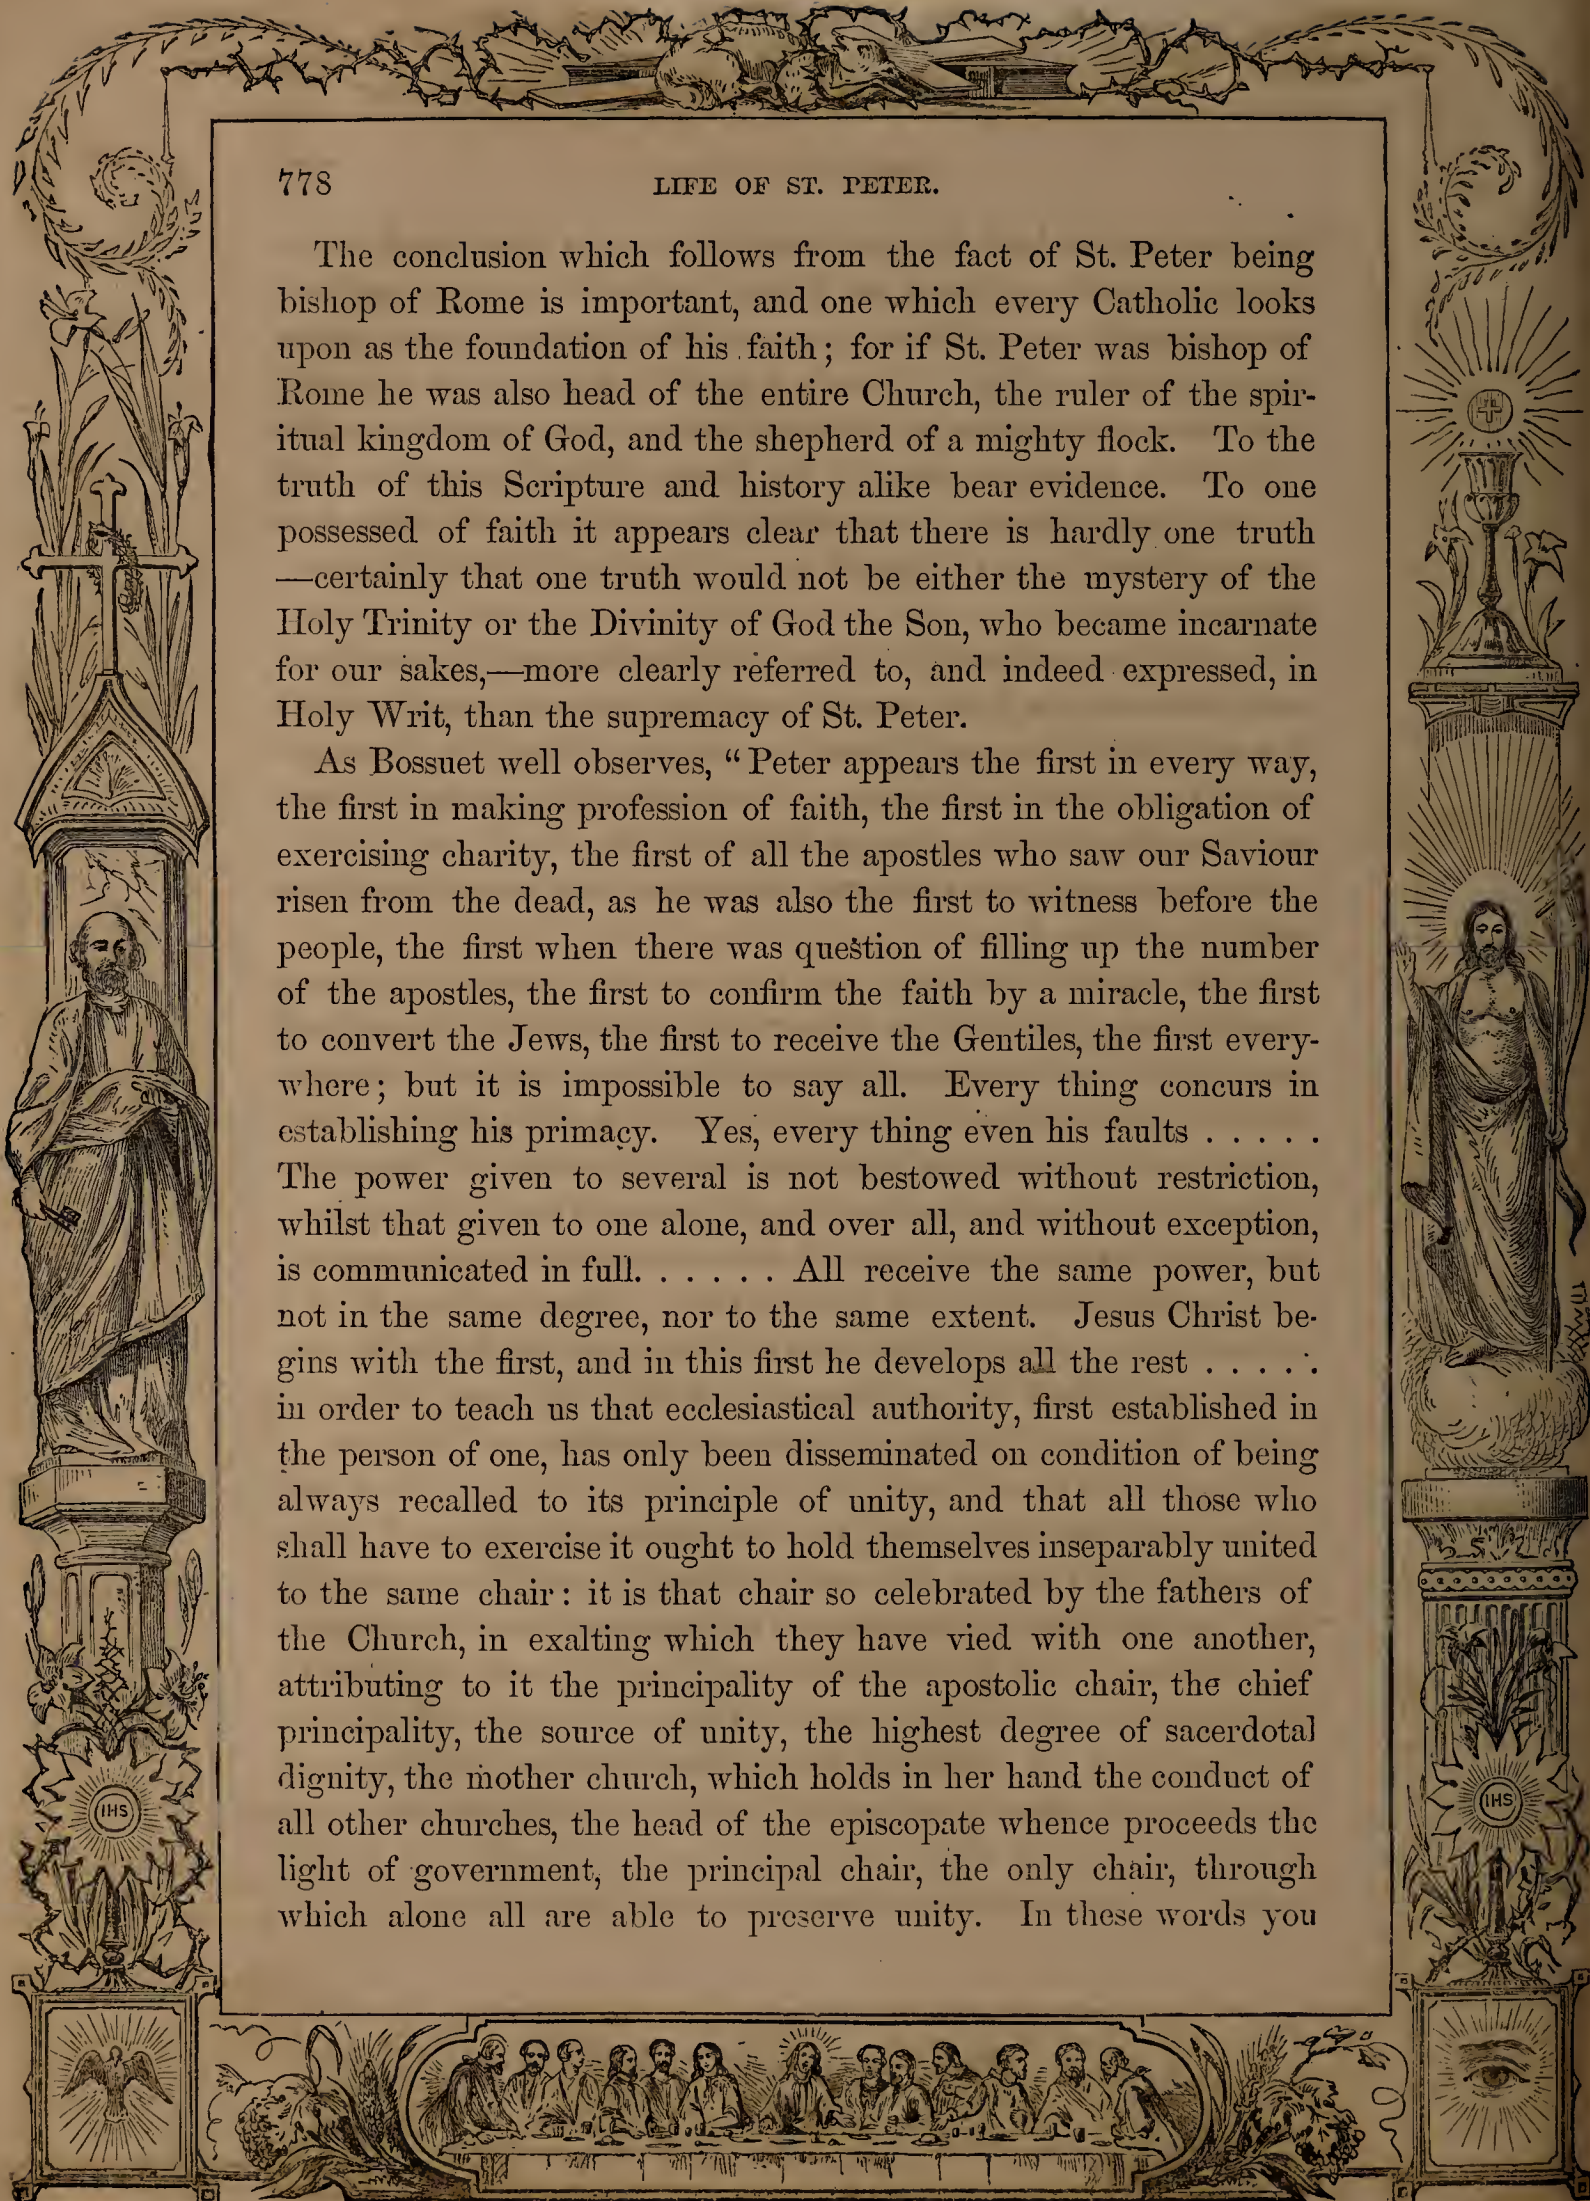 778
LIFE OF ST. PETER.
The conclusion which follows from the fact of St. Peter being
bishop of Rome is important, and one which every Catholic looks
upon as the foundation of his faith; for if St. Peter was bishop of
Rome he was also head of the entire Church, the ruler of the spir-
itual kingdom of God, and the shepherd of a mighty flock. To the
truth of this Scripture and history alike bear evidence. To one
possessed of faith it appears clear that there is hardly one truth
—certainly that one truth would not be either the mystery of the
Holy Trinity or the Divinity of God the Son, who became incarnate
for our sakes,—more clearly referred to, and indeed expressed, in
Holy Writ, than the supremacy of St. Peter.
As Bossuet well observes, “Peter appears the first in every way,
the first in making profession of faith, the first in the obligation of
exercising charity, the first of all the apostles who saw our Saviour
risen from the dead, as he was also the first to witness before the
people, the first when there was question of filling up the number
of the apostles, the first to confirm the faith by a miracle, the first
to convert the Jews, the first to receive the Gentiles, the first every-
where; but it is impossible to say all. Every thing concurs in
establishing his primacy. Yes, every thing even his faults . . . . .
The power given to several is not bestowed without restriction,
whilst that given to one alone, and over all, and without exception,
is communicated in full. . . . . . . All receive the same power, but
not in the same degree, nor to the same extent. Jesus Christ be-
gins with the first, and in this first he develops all the rest . . . . .
in order to teach us that ecclesiastical authority, first established in
the person of one, has only been disseminated on condition of being
always recalled to its principle of unity, and that all those who
shall have to exercise it ought to hold themselves inseparably united
to the same chair: it is that chair so celebrated by the fathers of
the Church, in exalting which they have vied with one another,
attributing to it the principality of the apostolic chair, the chief
principality, the source of unity, the highest degree of sacerdotal
dignity, the mother church, which holds in her hand the conduct of
all other churches, the head of the episcopate whence proceeds the
light of government, the principal chair, the only chair, through
which alone all are able to preserve unity. In these words you
IHS
IHS